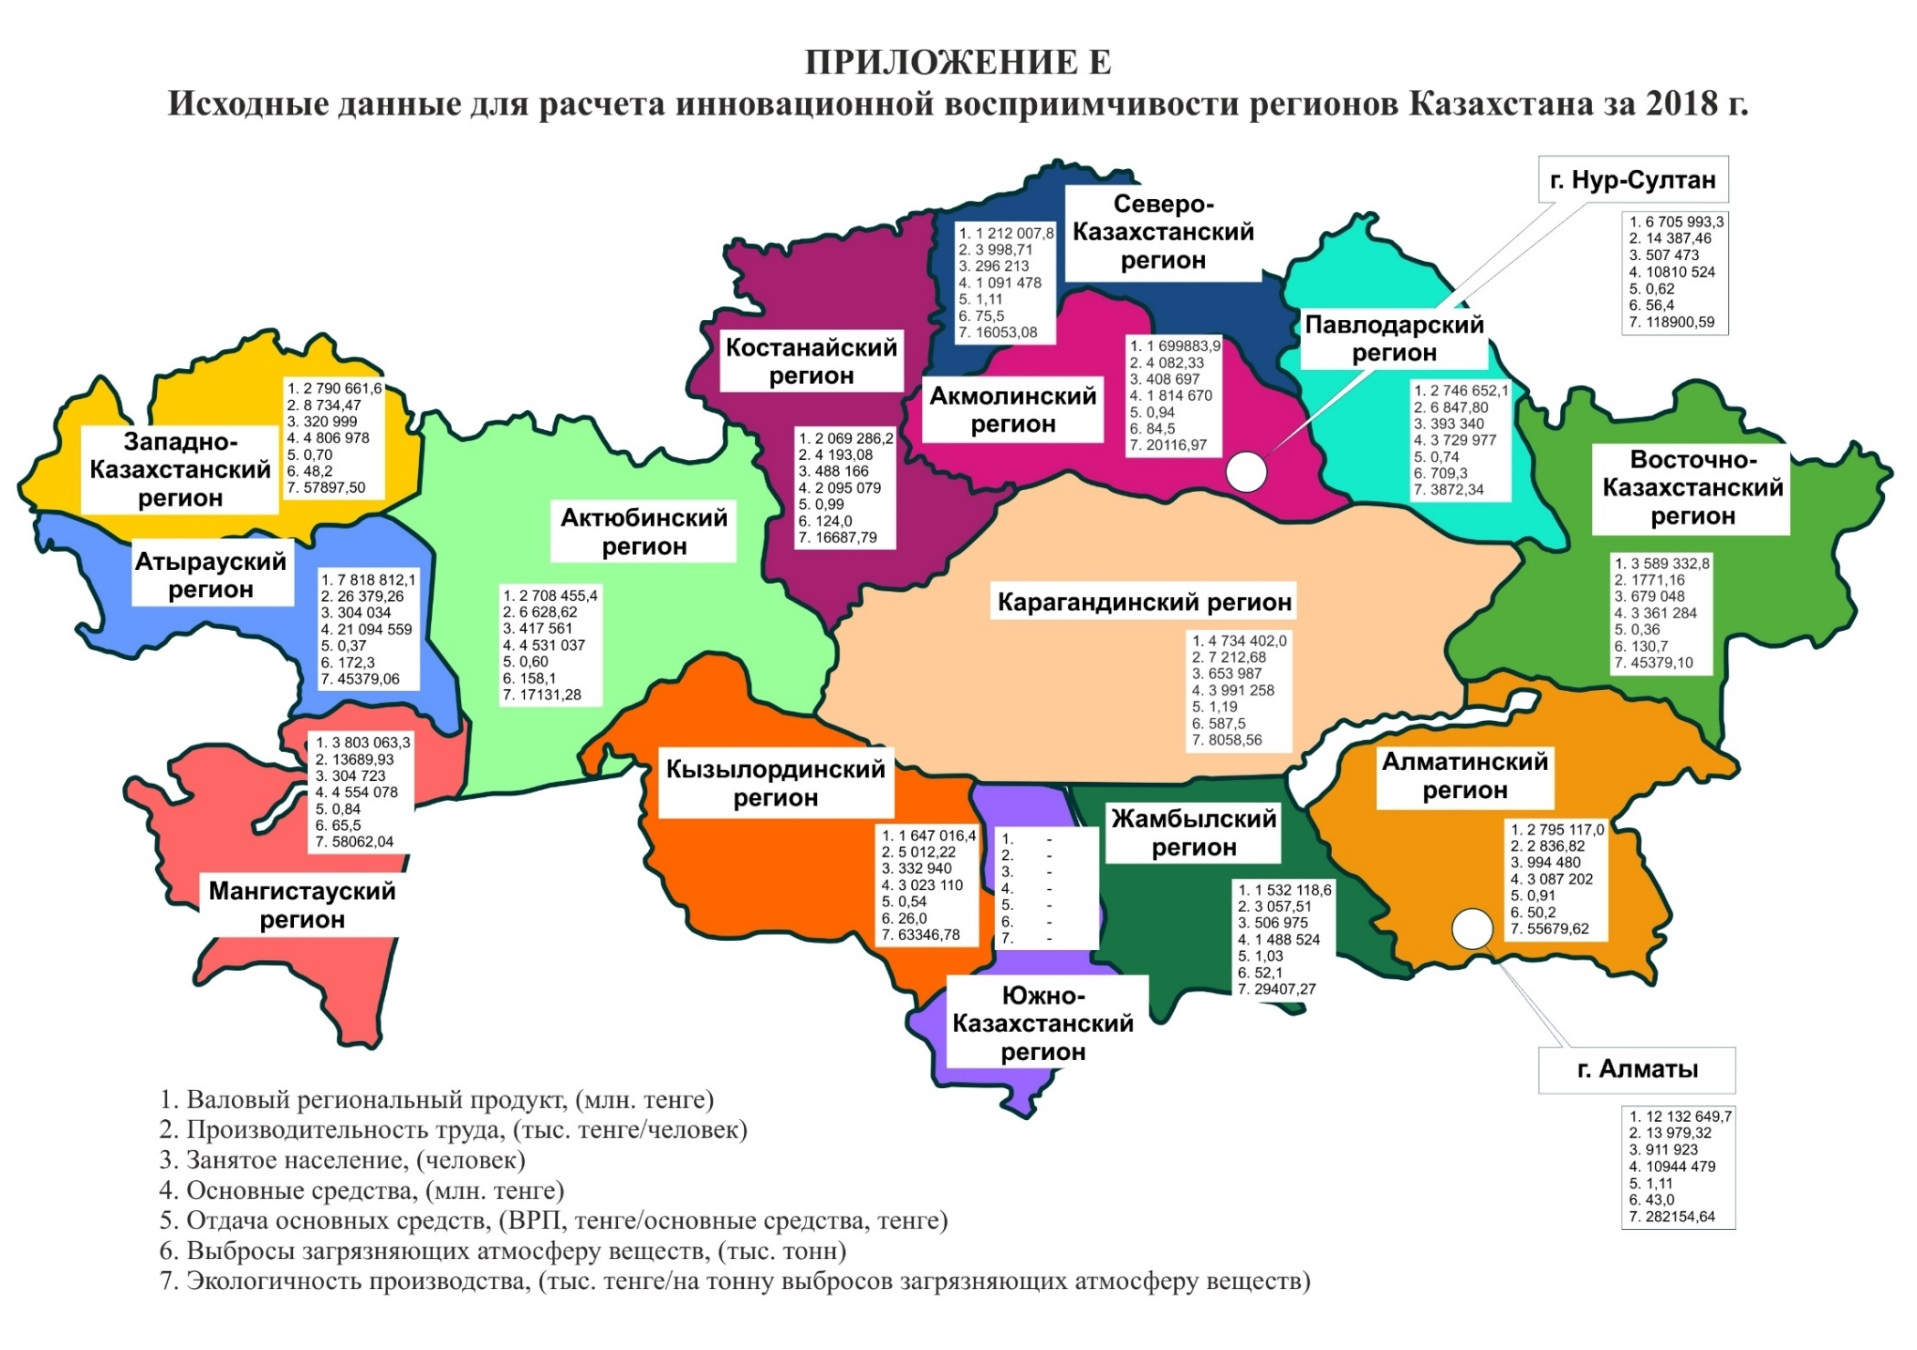 ПРИЛОЖЕНИЕ Е
Исходные данные для расчета инновационной восприимчивости регионов Казахстана за 2018 г.
г. Нур-Султан
1. 6 705 993,3
2. 14 387,46
3. 507 473
4. 10810 524
5. 0,62
6. 56,4
7. 118900,59
Северо-
Казахстанский
регион
1. 1 212 007,8
2. 3 998,71
3. 296 213
4. 1 091 478
5. 1,11
6. 75,5
7. 16053,08
Костанайский
регион
1. 2 069 286,2
2. 4 193,08
3. 488 166
4. 2 095 079
5. 0,99
6. 124,0
7. 16687,79
Акмолинский
регион
1. 1 699883,9
2. 4 082,33
3. 408 697
4. 1 814 670
5. 0,94
6. 84,5
7. 20116,97
Павлодарский
регион
1. 2 746 652,1
2. 6 847,80
3. 393 340
4. 3 729 977
5. 0,74
6. 709,3
7. 3872,34
Западно-
Казахстанский
регион
1. 2 790 661,6
2. 8 734,47
3. 320 999
4. 4 806 978
5. 0,70
6. 48,2
7. 57897,50
Восточно-
Казахстанский
регион
1. 3 589 332,8
2. 1771,16
3. 679 048
4. 3 361 284
5. 0,36
6. 130,7
7. 45379,10
Атырауский
регион
1. 7 818 812,1
2. 26 379,26
3. 304 034
4. 21 094 559
5. 0,37
6. 172,3
7. 45379,06
Актюбинский
регион
1. 2 708 455,4
2. 6 628,62
3. 417 561
4. 4 531 037
5. 0,60
6. 158,1
7. 17131,28
Карагандинский регион
1. 4 734 402,0
2. 7 212,68
3. 653 987
4. 3 991 258
5. 1,19
6. 587,5
7. 8058,56
1. 3 803 063,3
2. 13689,93
3. 304 723
4. 4 554 078
5. 0,84
6. 65,5
7. 58062,04
Мангистауский
регион
Кызылординский
регион
1. 1 647 016,4
2. 5 012,22
3. 332 940
4. 3 023 110
5. 0,54
6. 26,0
7. 63346,78
1. -
2. -
3. -
4. -
5. -
6. -
7. -
Южно-
Казахстанский
регион
Жамбылский
регион
1. 1 532 118,6
2. 3 057,51
3. 506 975
4. 1 488 524
5. 1,03
6. 52,1
7. 29407,27
Алматинский
регион
1. 2 795 117,0
2. 2 836,82
3. 994 480
4. 3 087 202
5. 0,91
6. 50,2
7. 55679,62
г. Алматы
1. 12 132 649,7
2. 13 979,32
3. 911 923
4. 10944 479
5. 1,11
6. 43,0
7. 282154,64
1. Валовый региональный продукт, (млн. тенге)
2. Производительность труда, (тыс. тенге/человек)
3. Занятое население, (человек)
4. Основные средства, (млн. тенге)
5. Отдача основных средств, (ВРП, тенге/основные средства, тенге)
6. Выбросы загрязняющих атмосферу веществ, (тыс. тонн)
7. Экологичность производства, (тыс. тенге/на тонну выбросов загрязняющих атмосферу веществ)